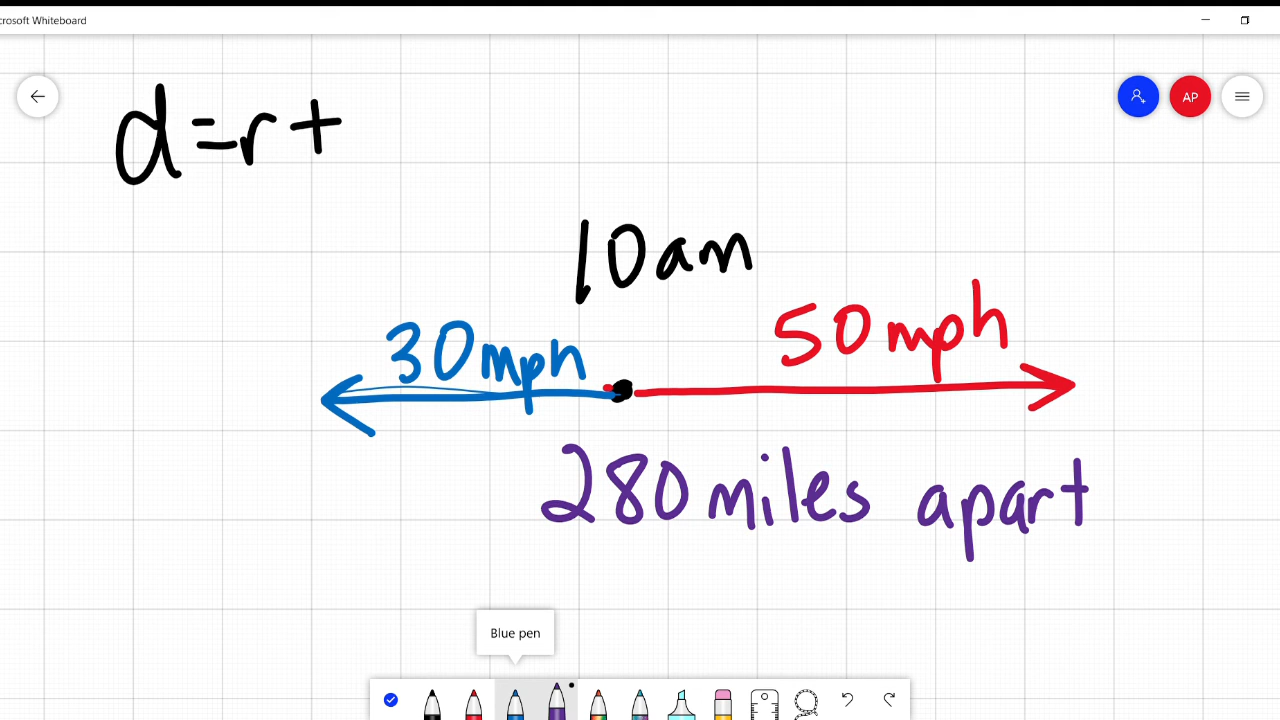 crosoft Whiteboard
AP
d=rt
10am
30mph
50mph
280 miles apart
Blue pen